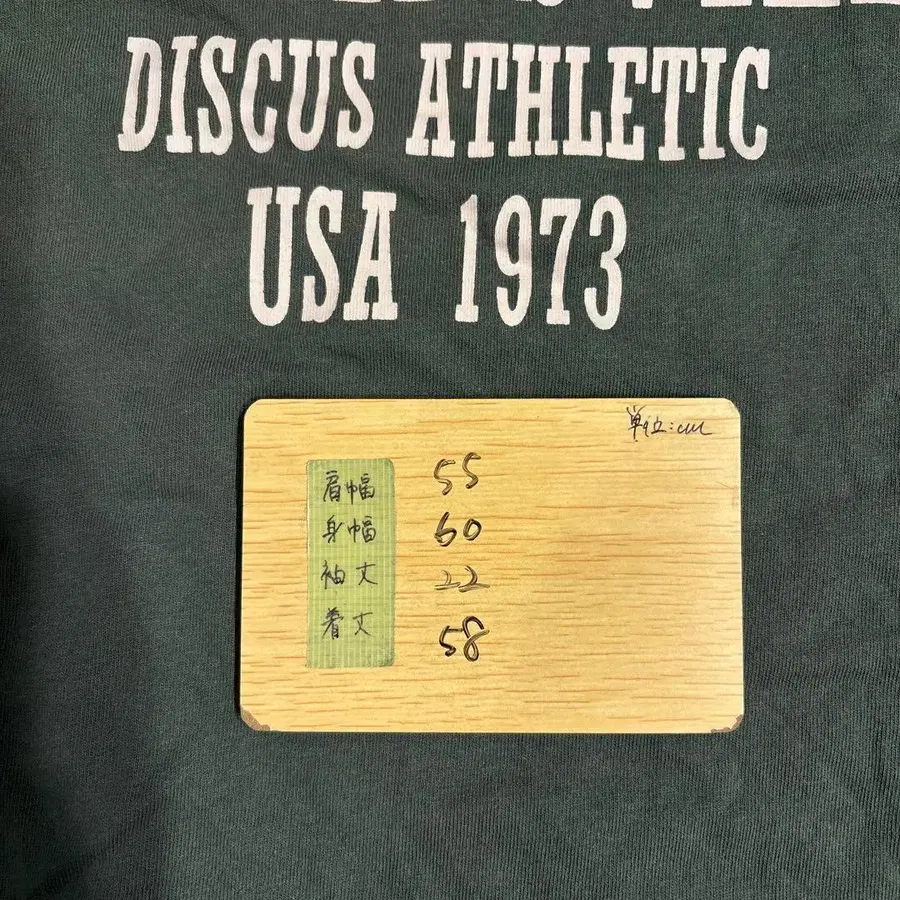 DISCUS ATHLETIC
USA 1973
単位:cm
肩幅 55
身幅 60
袖丈 22
着丈 58